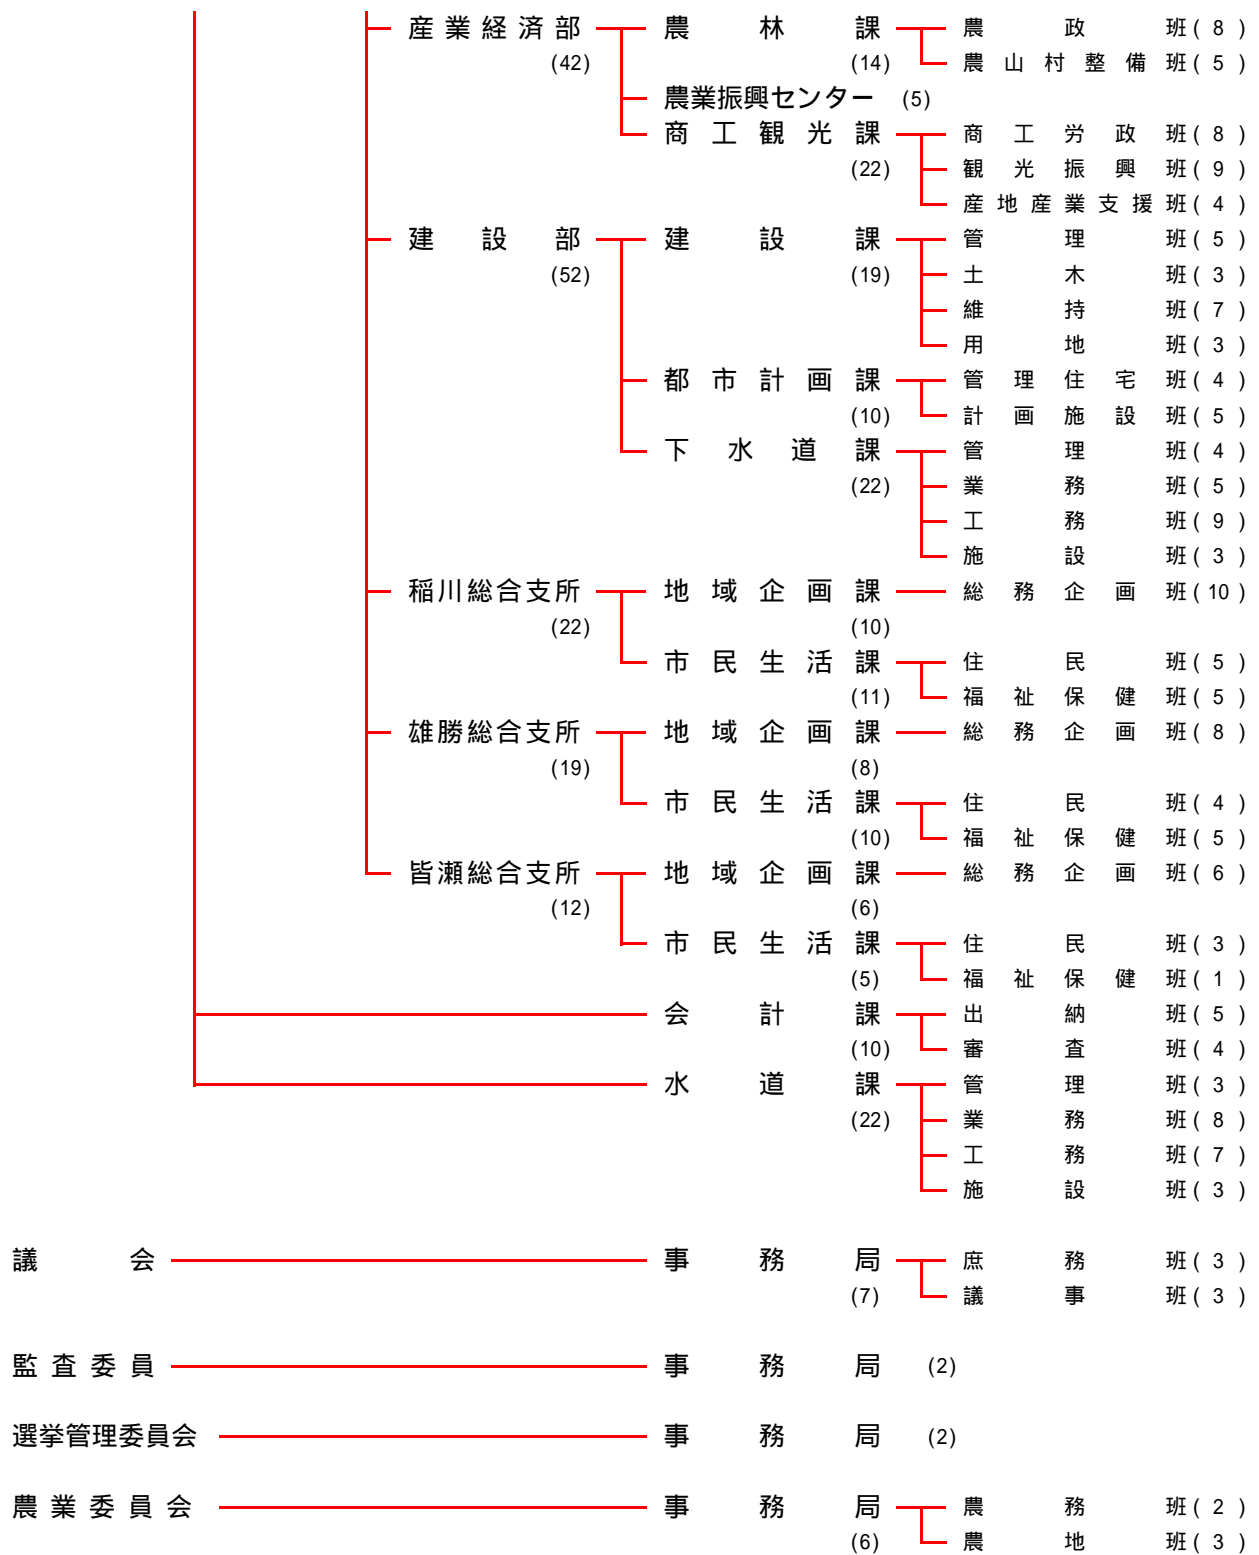 産業経済部 農林課 農政班(8)
(42) (14) 農山村整備班(5)
農業振興センター (5)
商工観光課 商工労政班(8)
(22) 観光振興班(9)
産地産業支援班(4)
建設部 建設課 管理班(5)
(52) (19) 土木班(3)
維持班(7)
用地班(3)
都市計画課 管理住宅班(4)
(10) 計画施設班(5)
下水道課 管理班(4)
(22) 業務班(5)
工務班(9)
施設班(3)
稲川総合支所 地域企画課 総務企画班(10)
(22) (10)
市民生活課 住民班(5)
(11) 福祉保健班(5)
雄勝総合支所 地域企画課 総務企画班(8)
(19) (8)
市民生活課 住民班(4)
(10) 福祉保健班(5)
皆瀬総合支所 地域企画課 総務企画班(6)
(12) (6)
市民生活課 住民班(3)
(5) 福祉保健班(1)
会計課 出納班(5)
(10) 審査班(4)
水道課 管理班(3)
(22) 業務班(8)
工務班(7)
施設班(3)
議会 事務局 庶務班(3)
(7) 議事班(3)
監査委員 事務局 (2)
選挙管理委員会 事務局 (2)
農業委員会 事務局 農務班(2)
(6) 農地班(3)